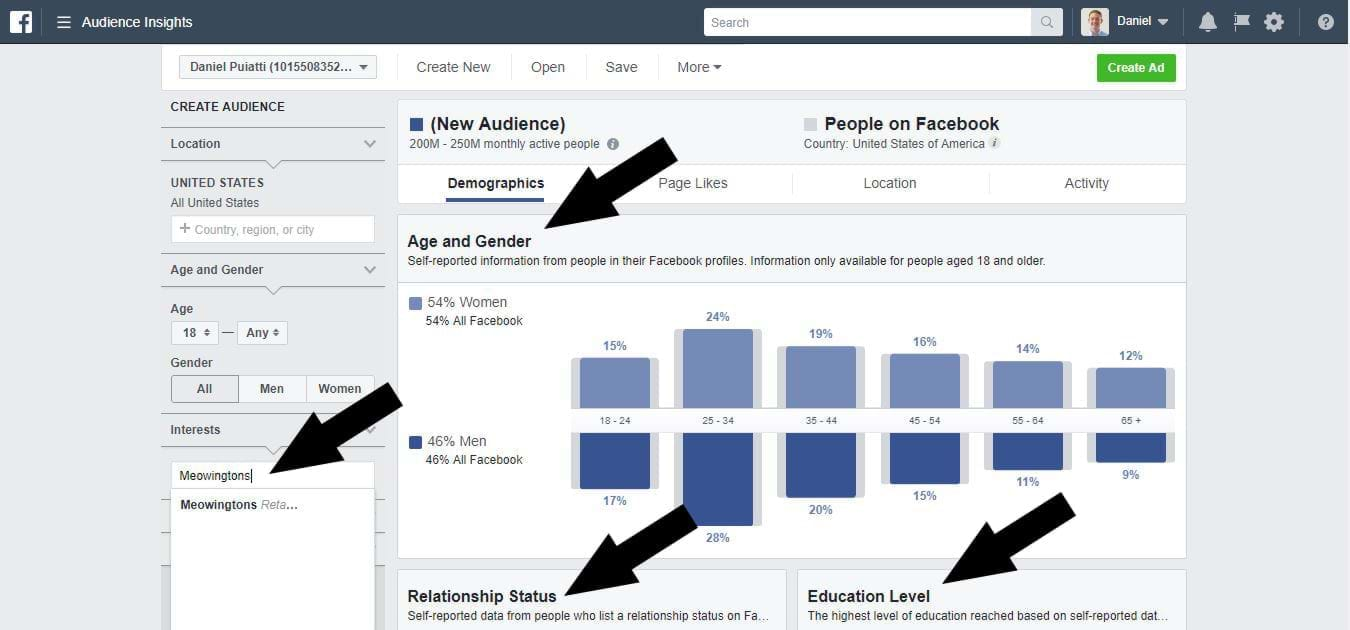 Audience Insights
Search
Daniel
Daniel Puiatti (1015508352...
Create New
Open
Save
More
Create Ad
CREATE AUDIENCE
Location
UNITED STATES
All United States
+ Country, region, or city
Age and Gender
Age
18 — Any
Gender
All
Men
Women
Interests
Meowingtons
Meowingtons Reta...
(New Audience)
200M - 250M monthly active people
People on Facebook
Country: United States of America
Demographics
Page Likes
Location
Activity
Age and Gender
Self-reported information from people in their Facebook profiles. Information only available for people aged 18 and older.
54% Women
54% All Facebook
15%
24%
19%
16%
14%
12%
18 - 24
25 - 34
35 - 44
45 - 54
55 - 64
65 +
46% Men
46% All Facebook
17%
28%
20%
15%
11%
9%
Relationship Status
Self-reported data from people who list a relationship status on Fa...
Education Level
The highest level of education reached based on self-reported dat...